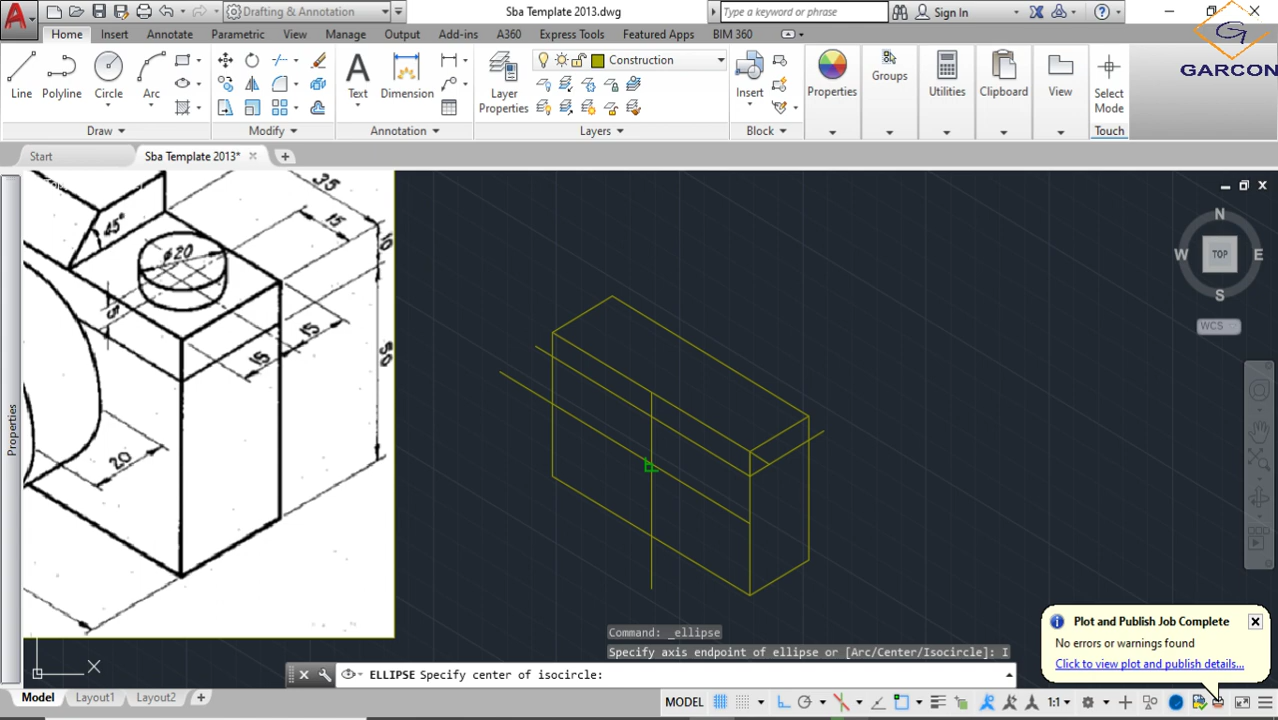 Drafting & Annotation
Sba Template 2013.dwg
Type a keyword or phrase
Sign In
Home Insert Annotate Parametric View Manage Output Add-ins A360 Express Tools Featured Apps BIM 360
GARCON
Construction
Line Polyline Circle Arc
Text Dimension
Layer Properties
Insert
Properties Groups Utilities Clipboard View Select Mode
Draw Modify Annotation Layers Block Touch
Start Sba Template 2013*
35
15
45°
10
φ20
5
15
15
50
20
Properties
N
W TOP E
S
WCS
Command: _ellipse
Specify axis endpoint of ellipse or [Arc/Center/Isocircle]: I
ELLIPSE Specify center of isocircle:
Plot and Publish Job Complete
No errors or warnings found
Click to view plot and publish details...
X
Model Layout1 Layout2
MODEL 1:1